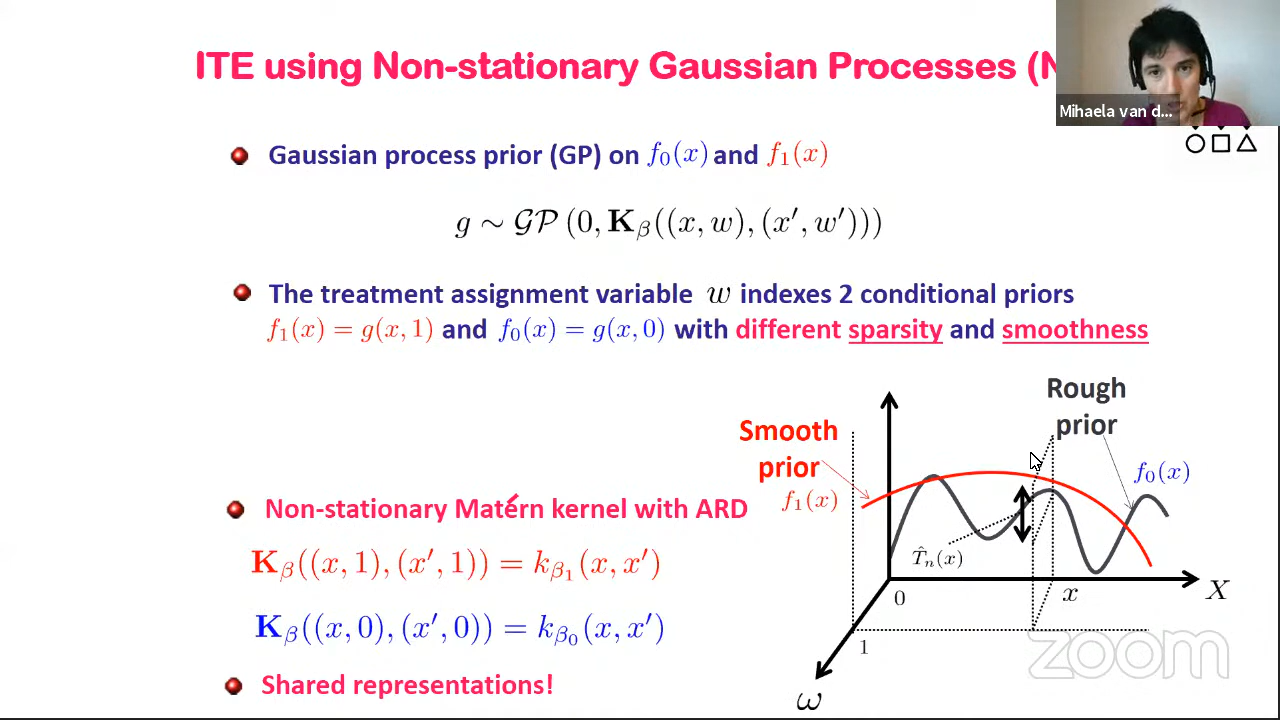 ITE using Non-stationary Gaussian Processes (N
Mihaela van d...
Gaussian process prior (GP) on f₀(x) and f₁(x)
g ∼ 𝒢𝒫 (0, K_β((x, w), (x′, w′)))
The treatment assignment variable w indexes 2 conditional priors
f₁(x) = g(x, 1) and f₀(x) = g(x, 0) with different sparsity and smoothness
Rough
prior
Smooth
prior
f₁(x)
f₀(x)
T̂ₙ(x)
0
x
X
1
ω
Non-stationary Matérn kernel with ARD
K_β((x, 1), (x′, 1)) = k_β₁(x, x′)
K_β((x, 0), (x′, 0)) = k_β₀(x, x′)
Shared representations!
zoom